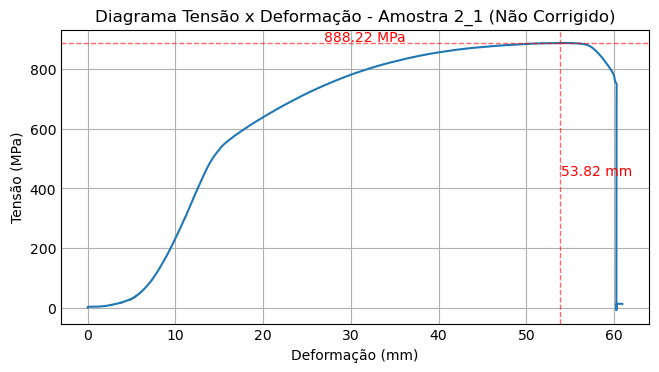 Diagrama Tensão x Deformação - Amostra 2_1 (Não Corrigido)
888.22 MPa
800
600
53.82 mm
400
200
0
Tensão (MPa)
0 10 20 30 40 50 60
Deformação (mm)